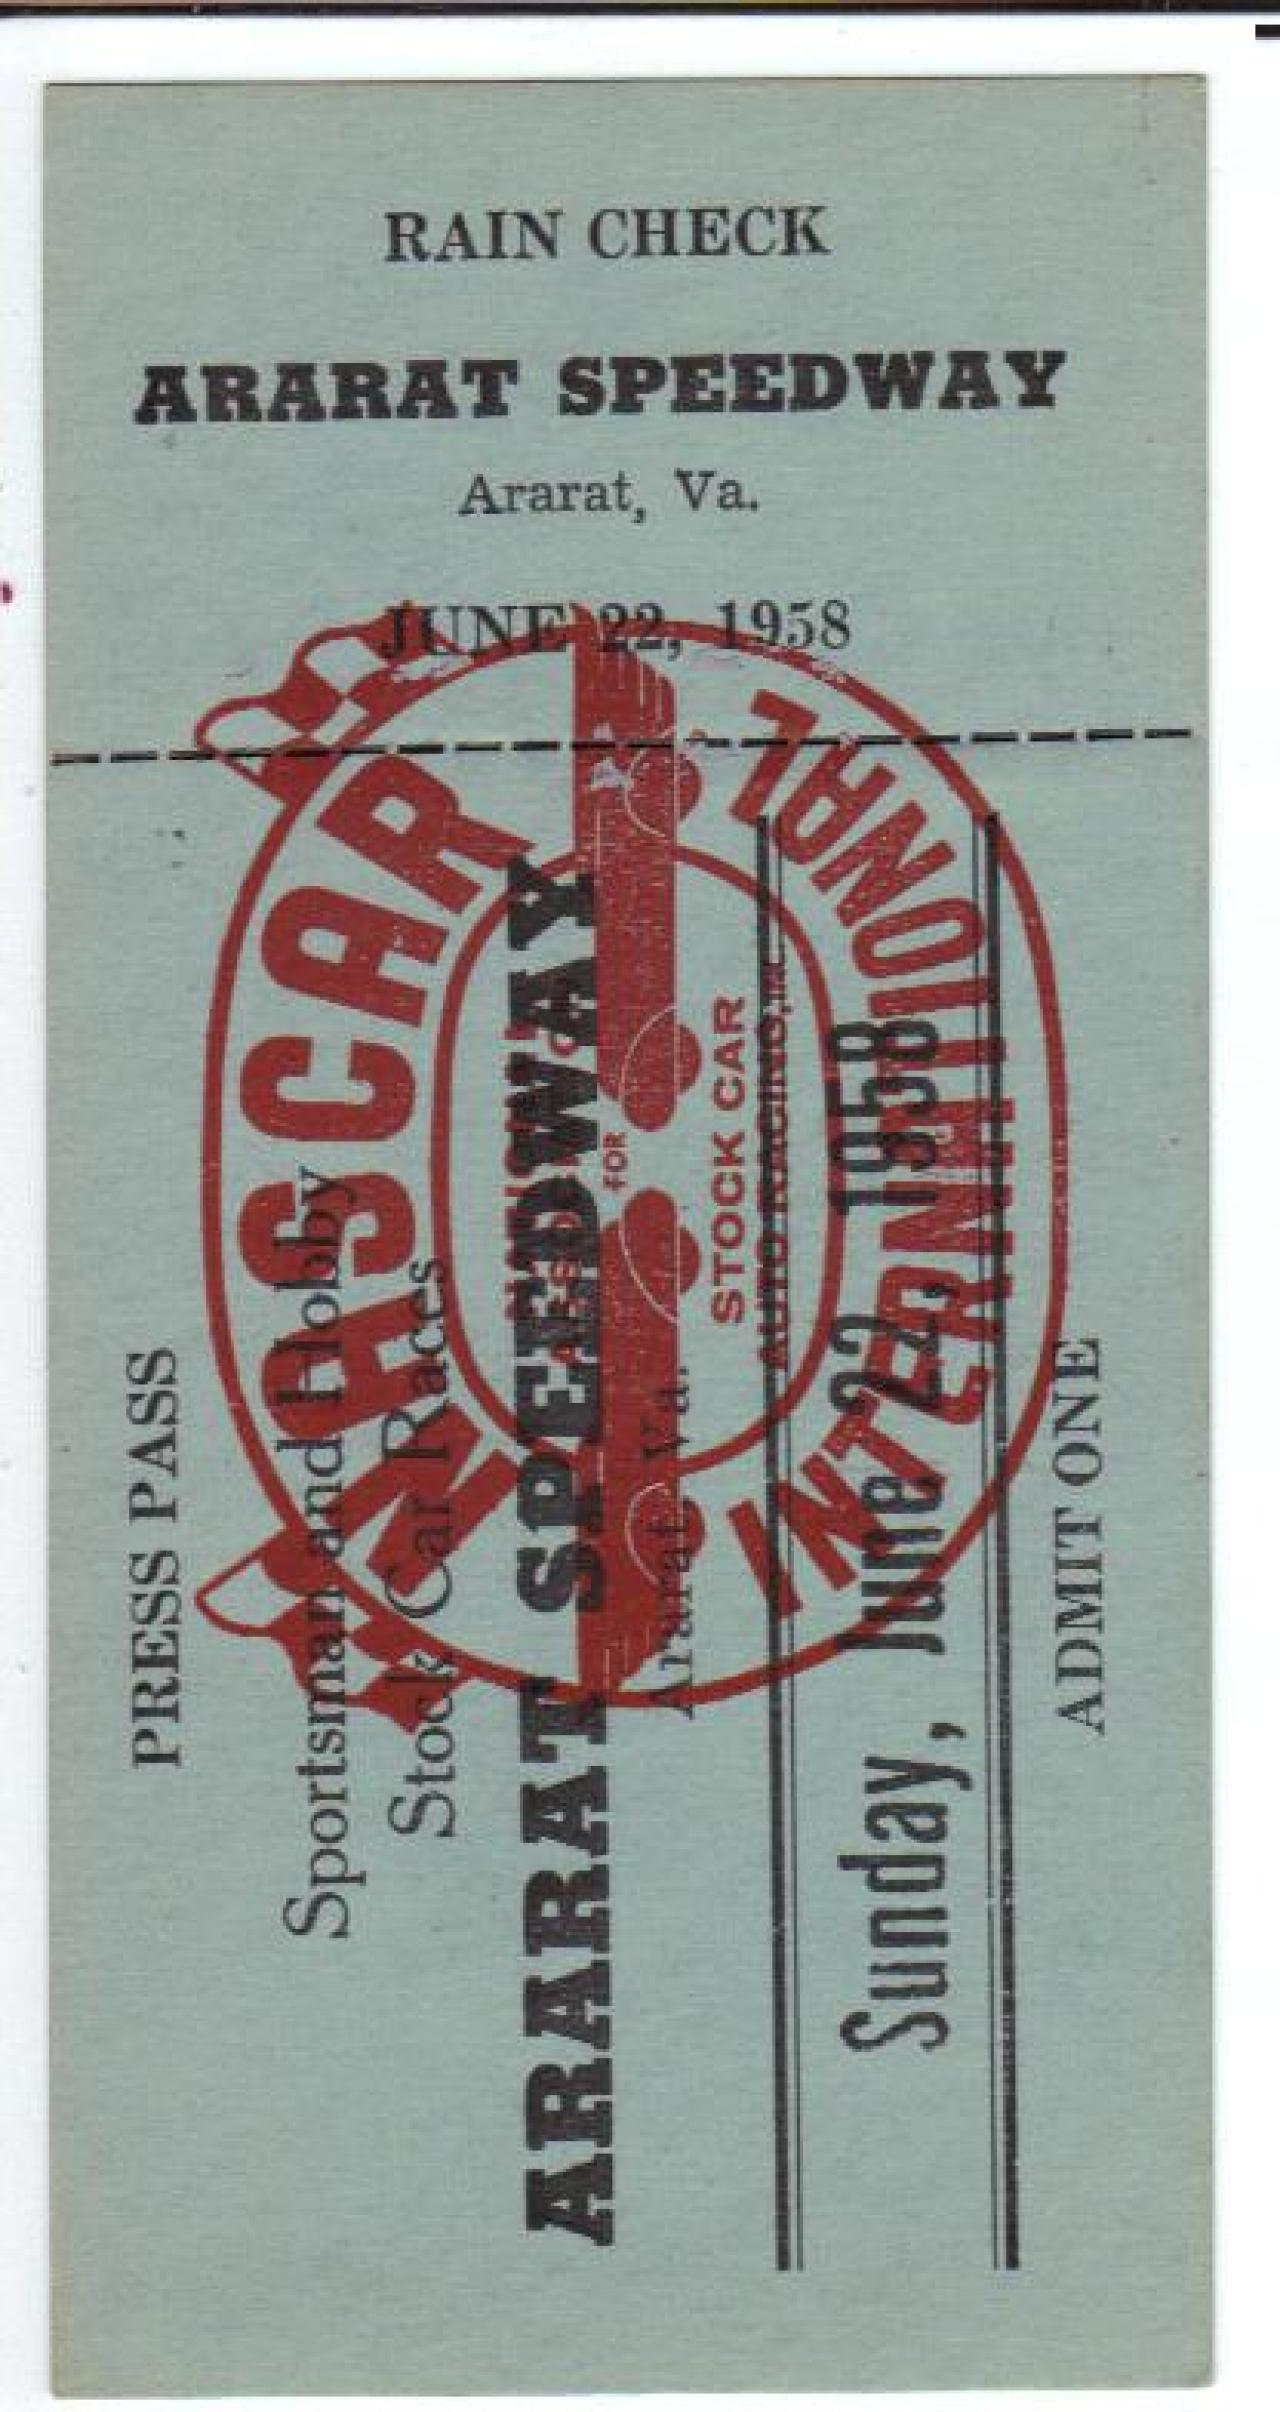 RAIN CHECK
ARARAT SPEEDWAY
Ararat, Va.
JUNE 22, 1958
PRESS PASS
Sportsman and Hobby
Stock Car Races
ARARAT SPEEDWAY
Ararat, Va.
Sunday, June 22, 1958
ADMIT ONE
NASCAR
FOR
STOCK CAR
AUTO RACING, INC.
INTERNATIONAL